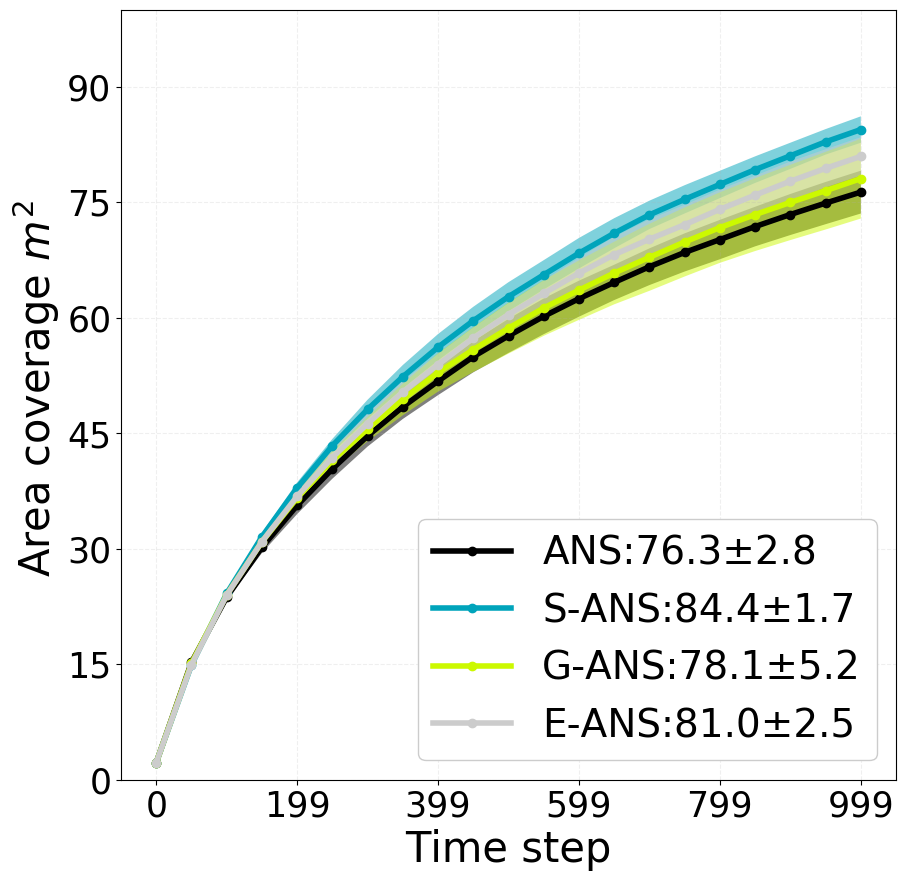 Area coverage m²
90
75
60
45
30
15
0
ANS:76.3±2.8
S-ANS:84.4±1.7
G-ANS:78.1±5.2
E-ANS:81.0±2.5
0 199 399 599 799 999
Time step